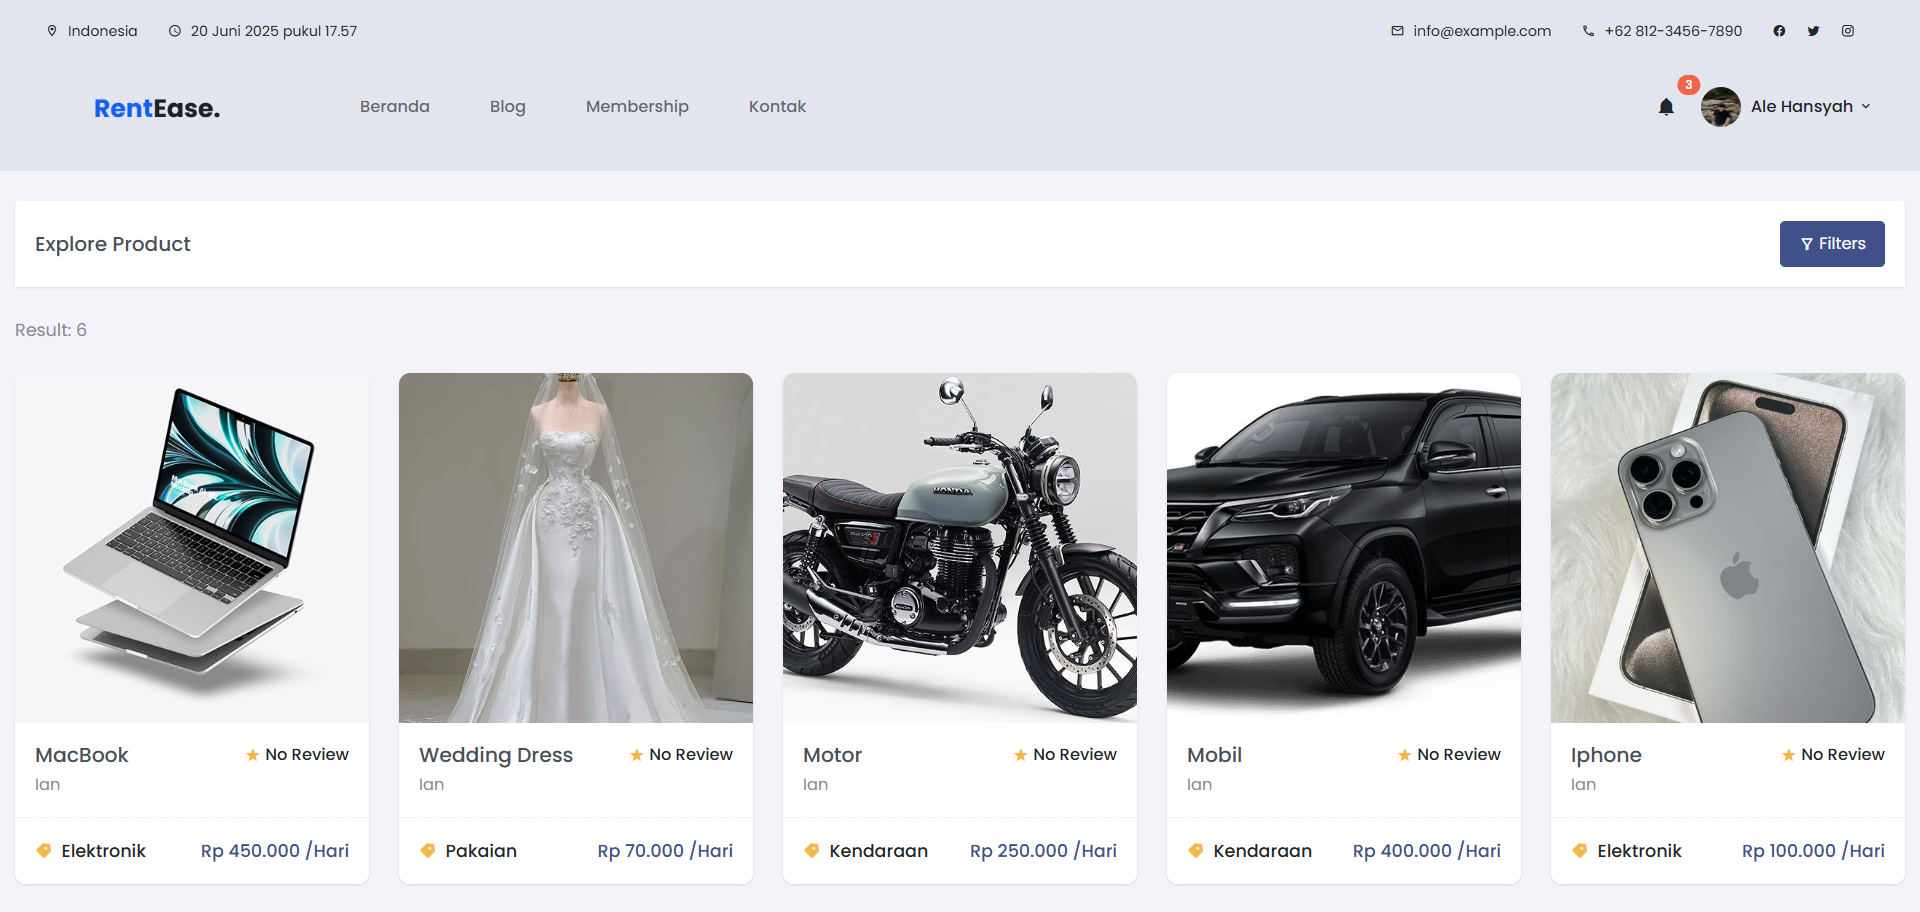 Indonesia 20 Juni 2025 pukul 17.57 info@example.com +62 812-3456-7890
RentEase. Beranda Blog Membership Kontak 3 Ale Hansyah
Explore Product Filters
Result: 6
HONDA
MacBook No Review
Ian
Elektronik Rp 450.000 /Hari
Wedding Dress No Review
Ian
Pakaian Rp 70.000 /Hari
Motor No Review
Ian
Kendaraan Rp 250.000 /Hari
Mobil No Review
Ian
Kendaraan Rp 400.000 /Hari
Iphone No Review
Ian
Elektronik Rp 100.000 /Hari